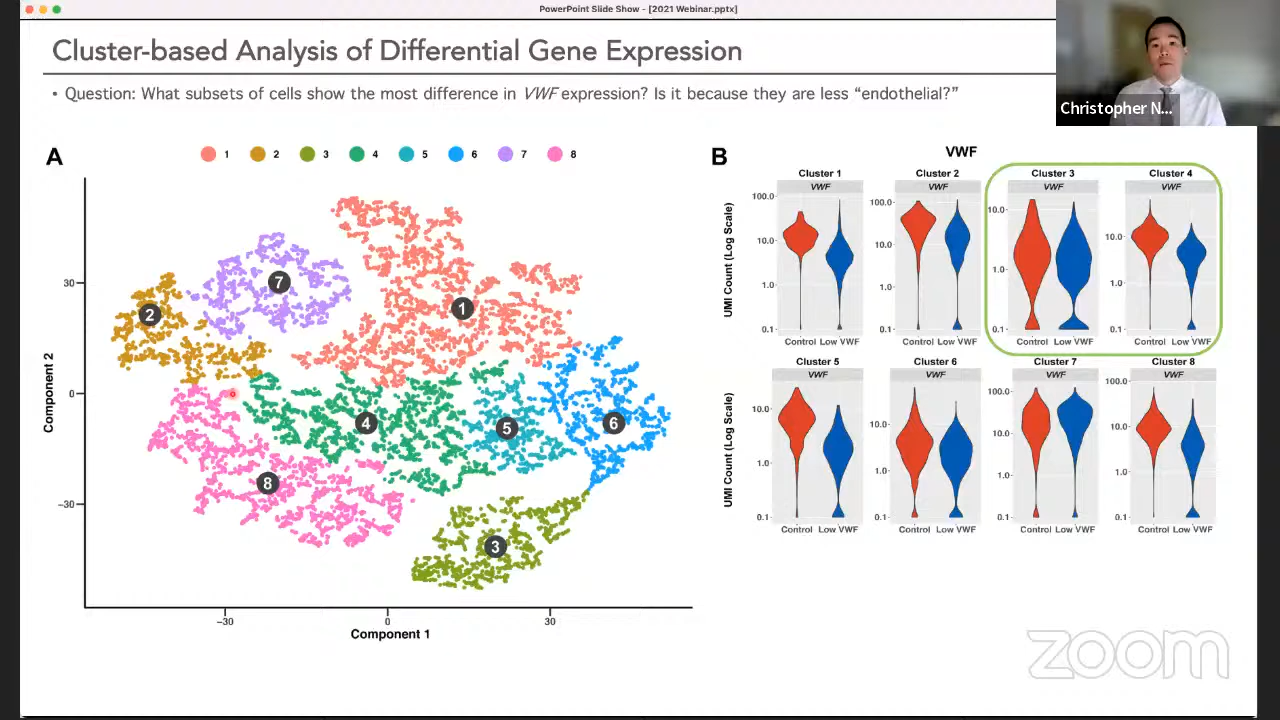 PowerPoint Slide Show - [2021 Webinar.pptx]
Cluster-based Analysis of Differential Gene Expression
Christopher N...
• Question: What subsets of cells show the most difference in VWF expression? Is it because they are less “endothelial?”
A
1 2 3 4 5 6 7 8
30
0
−30
Component 2
7
2
1
4
5
6
8
3
−30 0 30
Component 1
B
VWF
Cluster 1 Cluster 2 Cluster 3 Cluster 4
VWF VWF VWF VWF
UMI Count (Log Scale)
100.0
10.0
1.0
0.1
100.0
10.0
1.0
0.1
10.0
1.0
0.1
10.0
1.0
0.1
Control Low VWF Control Low VWF Control Low VWF Control Low VWF
Cluster 5 Cluster 6 Cluster 7 Cluster 8
VWF VWF VWF VWF
UMI Count (Log Scale)
10.0
1.0
0.1
10.0
1.0
0.1
100.0
10.0
1.0
0.1
100.0
10.0
1.0
0.1
Control Low VWF Control Low VWF Control Low VWF Control Low VWF
zoom